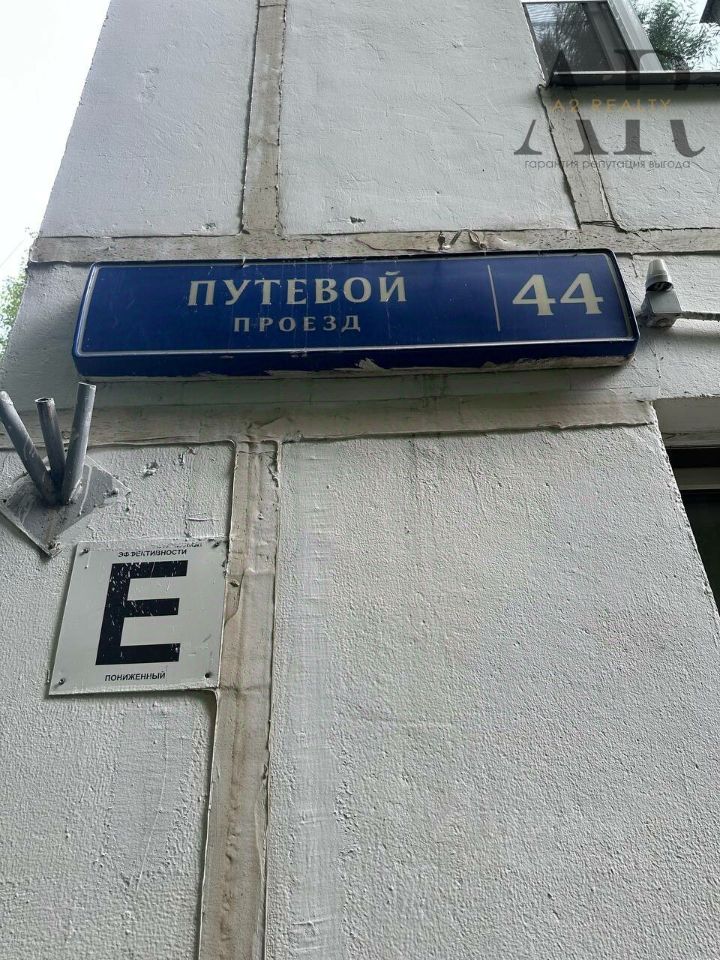 A2 REALTY
гарантия репутация выгода
ПУТЕВОЙ
ПРОЕЗД
44
ЭФФЕКТИВНОСТИ
E
ПОНИЖЕННЫЙ